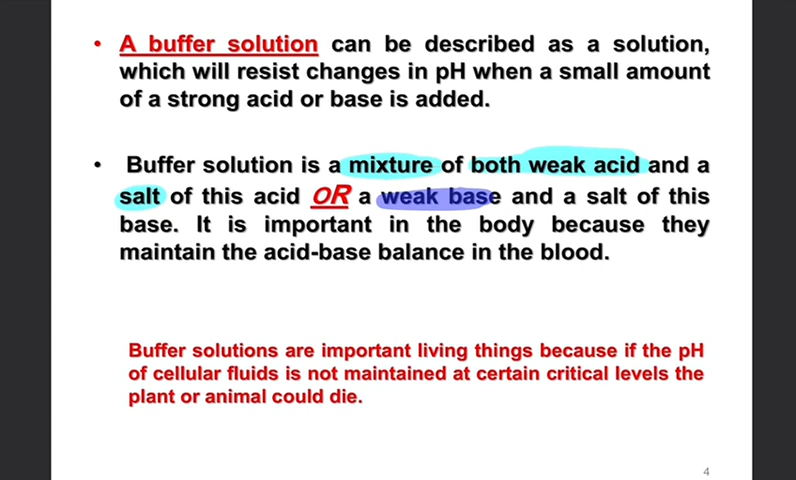 • A buffer solution can be described as a solution,
which will resist changes in pH when a small amount
of a strong acid or base is added.
• Buffer solution is a mixture of both weak acid and a
salt of this acid OR a weak base and a salt of this
base. It is important in the body because they
maintain the acid-base balance in the blood.
Buffer solutions are important living things because if the pH
of cellular fluids is not maintained at certain critical levels the
plant or animal could die.
4